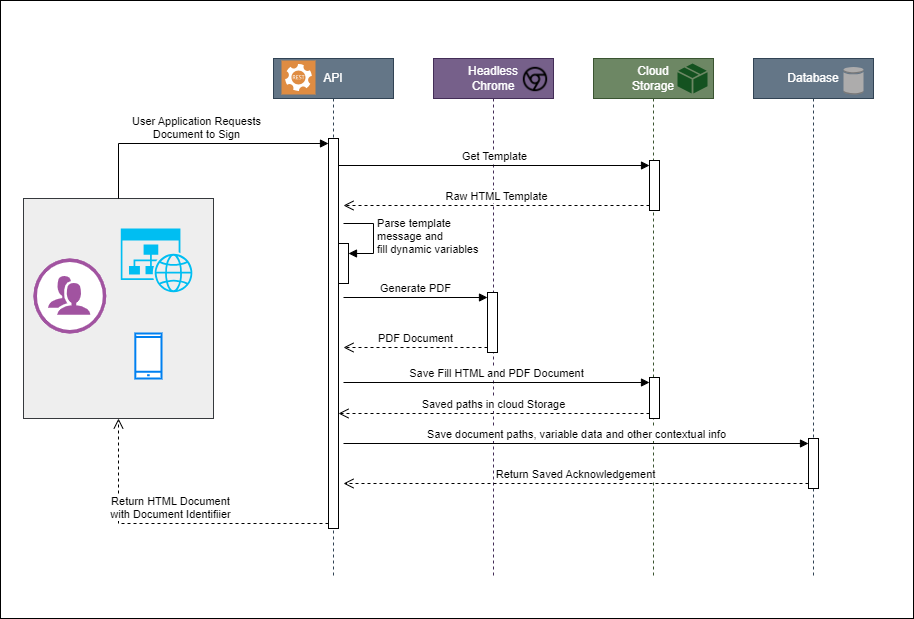 REST
API
Headless
Chrome
Cloud
Storage
Database
User Application Requests
Document to Sign
Get Template
Raw HTML Template
Parse template
message and
fill dynamic variables
Generate PDF
PDF Document
Save Fill HTML and PDF Document
Saved paths in cloud Storage
Save document paths, variable data and other contextual info
Return Saved Acknowledgement
Return HTML Document
with Document Identifiier